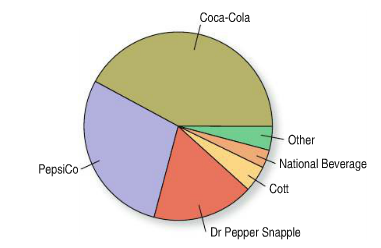 Coca-Cola
Other
National Beverage
PepsiCo
Cott
Dr Pepper Snapple